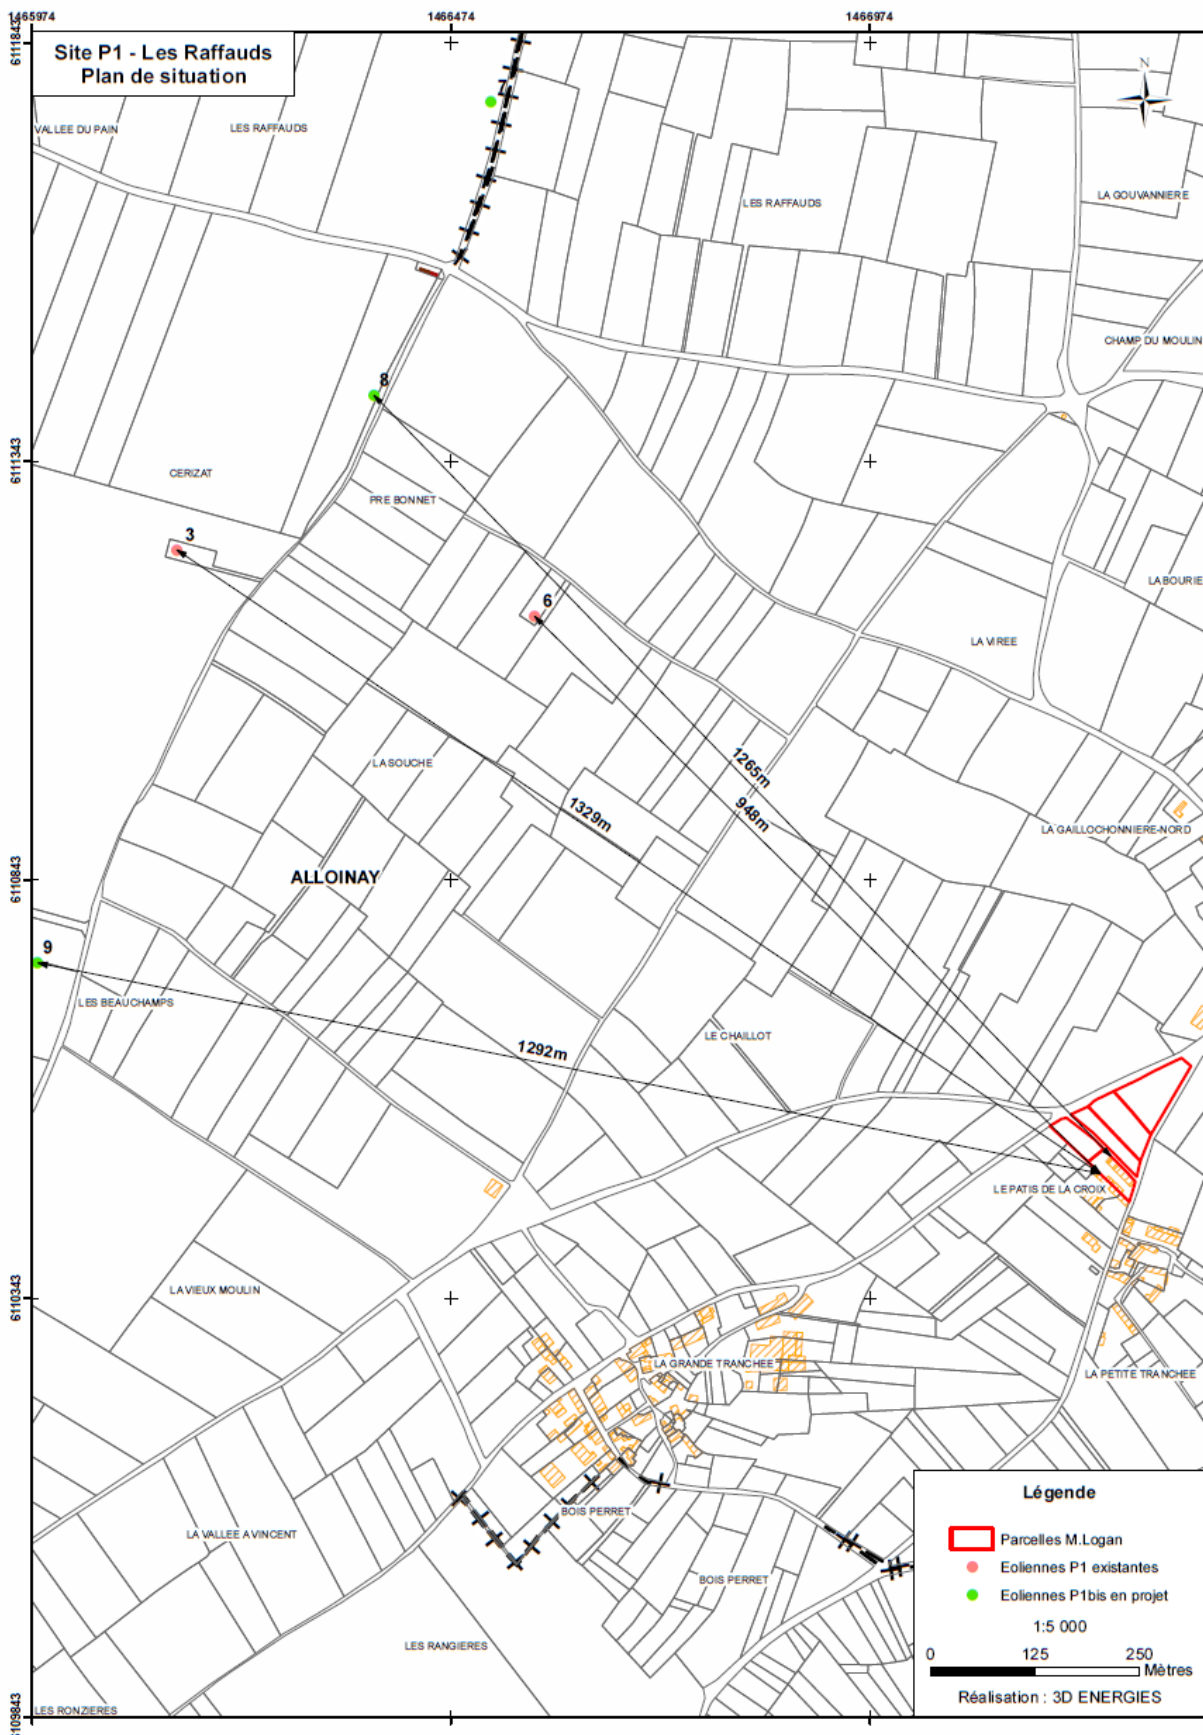 1465974
1466474
1466974
6111843
Site P1 - Les Raffauds
Plan de situation
N
7
VALLEE DU PAIN
LES RAFFAUDS
LES RAFFAUDS
LA GOUVANNIERE
CHAMP DU MOULIN
8
6111343
CERIZAT
PRE BONNET
3
6
LA BOURIE
LA VIREE
LA SOUCHE
1265m
948m
1329m
LA GAILLOCHONNIERE-NORD
6110843
ALLOINAY
9
LES BEAUCHAMPS
LE CHAILLOT
1292m
LE PATIS DE LA CROIX
6110343
LA VIEUX MOULIN
LA GRANDE TRANCHEE
LA PETITE TRANCHEE
BOIS PERRET
LA VALLEE A VINCENT
BOIS PERRET
LES RANGIERES
LES RONZIERES
6109843
Légende
Parcelles M.Logan
Eoliennes P1 existantes
Eoliennes P1bis en projet
1:5 000
0 125 250
Mètres
Réalisation : 3D ENERGIES